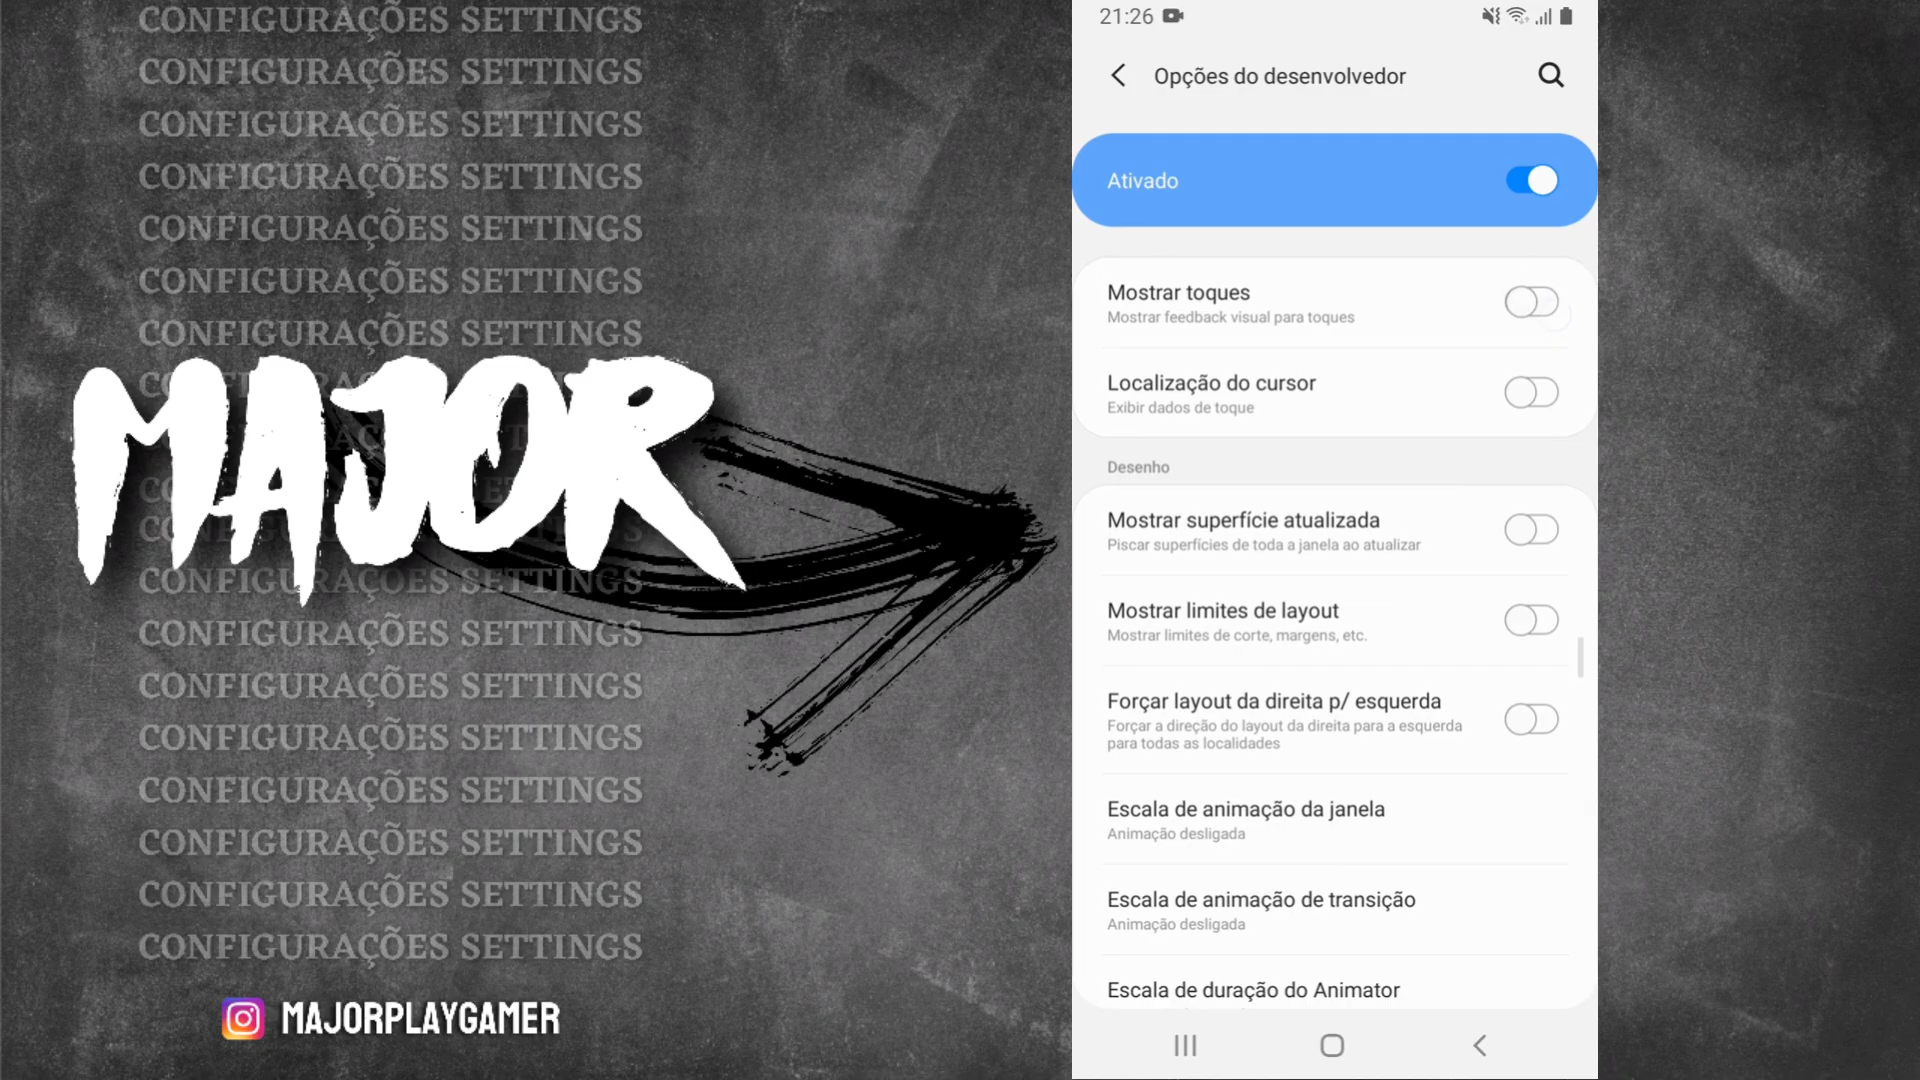 CONFIGURAÇÕES SETTINGS
CONFIGURAÇÕES SETTINGS
CONFIGURAÇÕES SETTINGS
CONFIGURAÇÕES SETTINGS
CONFIGURAÇÕES SETTINGS
CONFIGURAÇÕES SETTINGS
CONFIGURAÇÕES SETTINGS
MAJOR
CONFIGURAÇÕES SETTINGS
CONFIGURAÇÕES SETTINGS
CONFIGURAÇÕES SETTINGS
CONFIGURAÇÕES SETTINGS
CONFIGURAÇÕES SETTINGS
CONFIGURAÇÕES SETTINGS
CONFIGURAÇÕES SETTINGS
CONFIGURAÇÕES SETTINGS
MAJORPLAYGAMER
21:26
Opções do desenvolvedor
Ativado
Mostrar toques
Mostrar feedback visual para toques
Localização do cursor
Exibir dados de toque
Desenho
Mostrar superfície atualizada
Piscar superfícies de toda a janela ao atualizar
Mostrar limites de layout
Mostrar limites de corte, margens, etc.
Forçar layout da direita p/ esquerda
Forçar a direção do layout da direita para a esquerda
para todas as localidades
Escala de animação da janela
Animação desligada
Escala de animação de transição
Animação desligada
Escala de duração do Animator